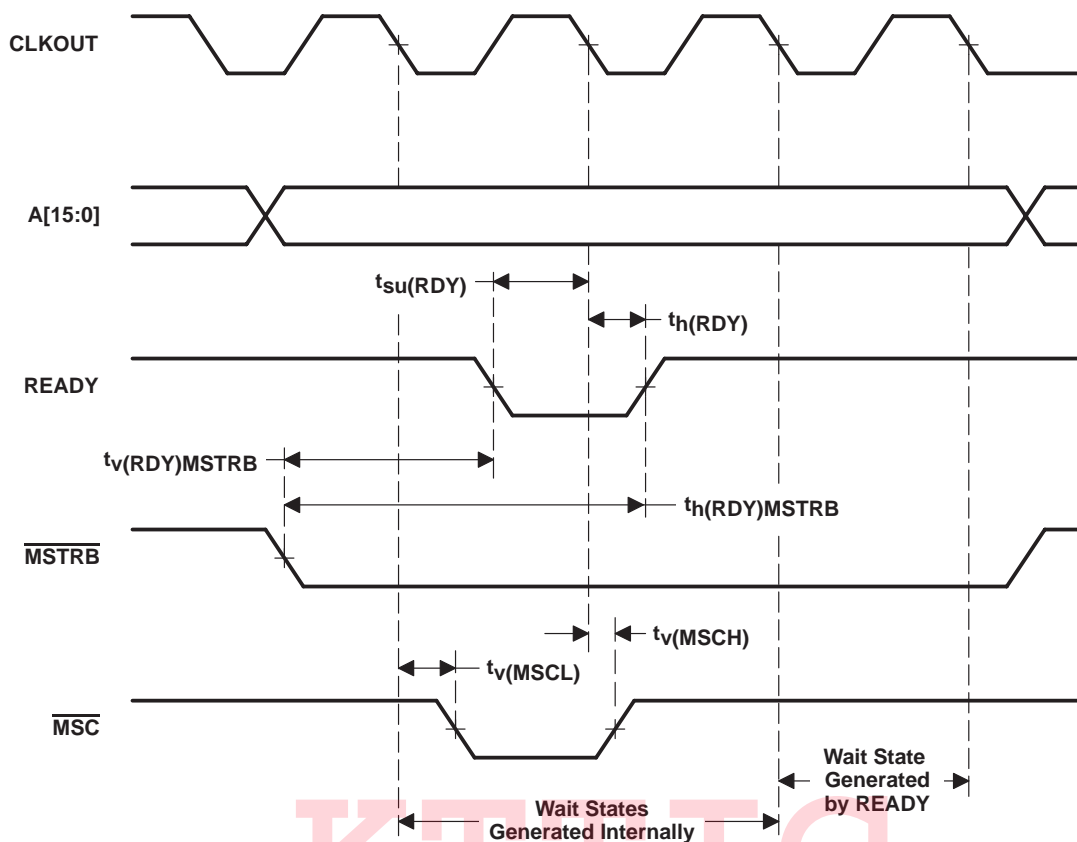 CLKOUT
A[15:0]
tsu(RDY)
th(RDY)
READY
tv(RDY)MSTRB
th(RDY)MSTRB
MSTRB
tv(MSCH)
tv(MSCL)
MSC
Wait State
Generated
by READY
Wait States
Generated Internally